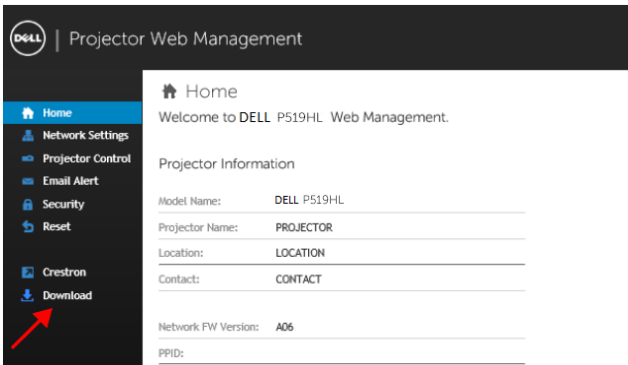 DELL | Projector Web Management
Home
Network Settings
Projector Control
Email Alert
Security
Reset
Crestron
Download
Home
Welcome to DELL P519HL Web Management.
Projector Information
Model Name: DELL P519HL
Projector Name: PROJECTOR
Location: LOCATION
Contact: CONTACT
Network FW Version: A06
PPID: